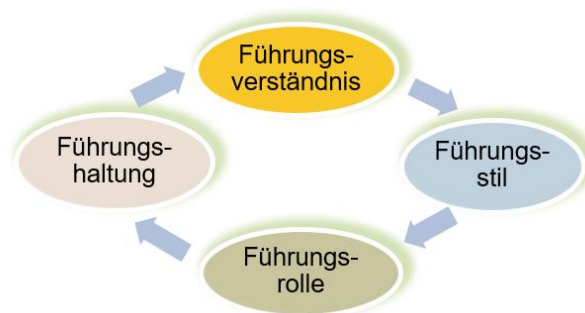 Führungs-
verständnis
Führungs-
haltung
Führungs-
stil
Führungs-
rolle